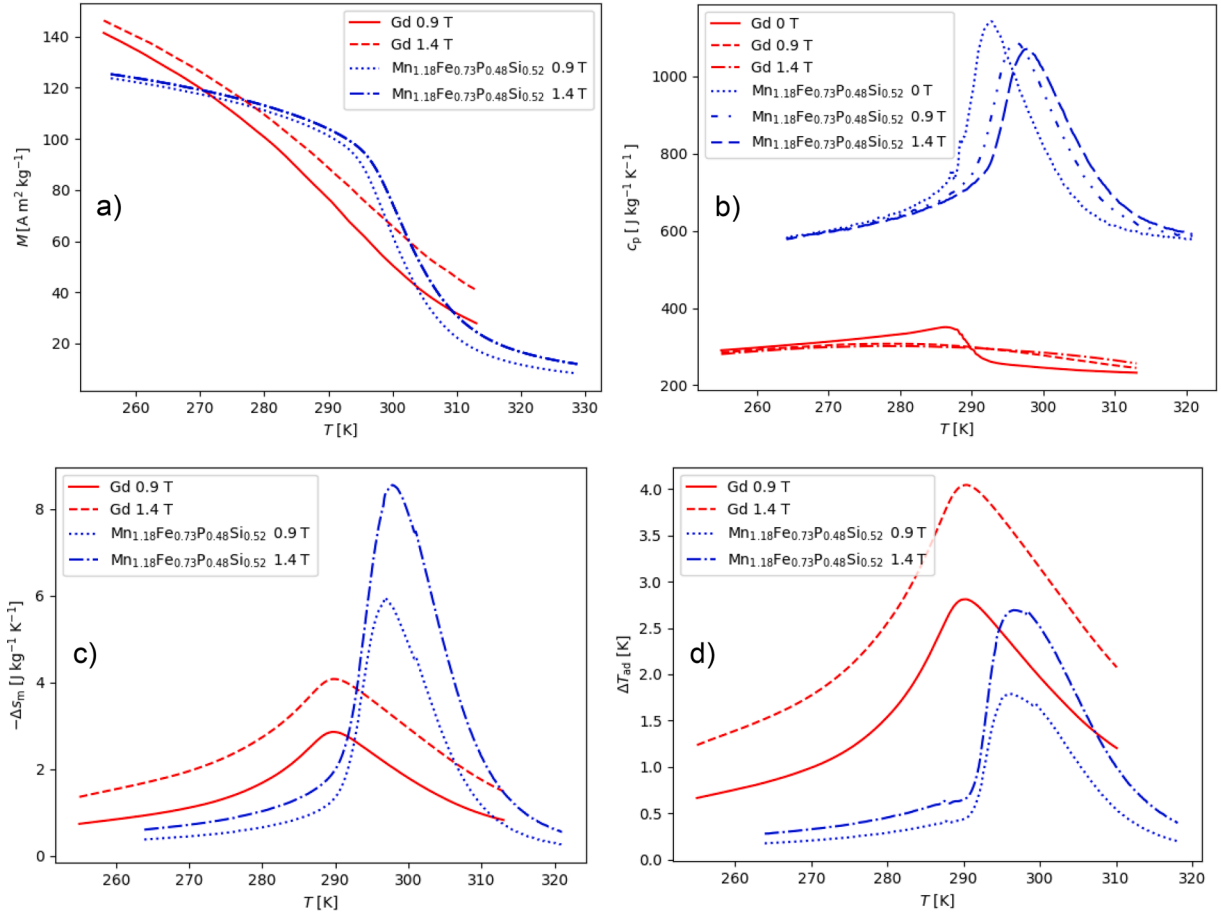 Gd 0.9 T
Gd 1.4 T
Mn1.18Fe0.73P0.48Si0.52 0.9 T
Mn1.18Fe0.73P0.48Si0.52 1.4 T
a)
M [A m² kg⁻¹]
140
120
100
80
60
40
20
260 270 280 290 300 310 320 330
T [K]
Gd 0 T
Gd 0.9 T
Gd 1.4 T
Mn1.18Fe0.73P0.48Si0.52 0 T
Mn1.18Fe0.73P0.48Si0.52 0.9 T
Mn1.18Fe0.73P0.48Si0.52 1.4 T
b)
cp [ J kg⁻¹ K⁻¹ ]
1000
800
600
400
200
260 270 280 290 300 310 320
T [K]
Gd 0.9 T
Gd 1.4 T
Mn1.18Fe0.73P0.48Si0.52 0.9 T
Mn1.18Fe0.73P0.48Si0.52 1.4 T
c)
−Δsm [J kg⁻¹ K⁻¹]
8
6
4
2
0
260 270 280 290 300 310 320
T [K]
Gd 0.9 T
Gd 1.4 T
Mn1.18Fe0.73P0.48Si0.52 0.9 T
Mn1.18Fe0.73P0.48Si0.52 1.4 T
d)
ΔTad [K]
4.0
3.5
3.0
2.5
2.0
1.5
1.0
0.5
0.0
260 270 280 290 300 310 320
T [K]